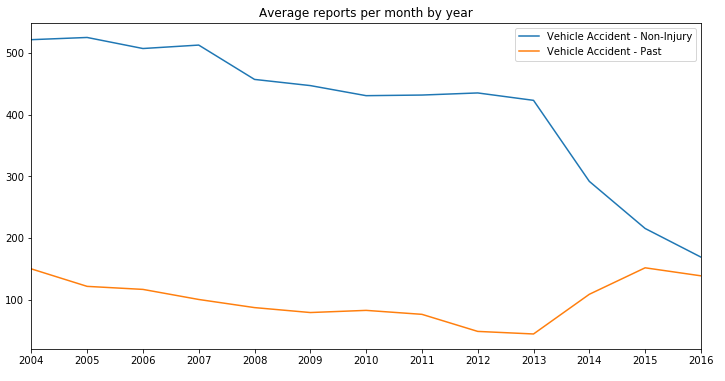 Average reports per month by year
Vehicle Accident - Non-Injury
Vehicle Accident - Past
500
400
300
200
100
2004 2005 2006 2007 2008 2009 2010 2011 2012 2013 2014 2015 2016